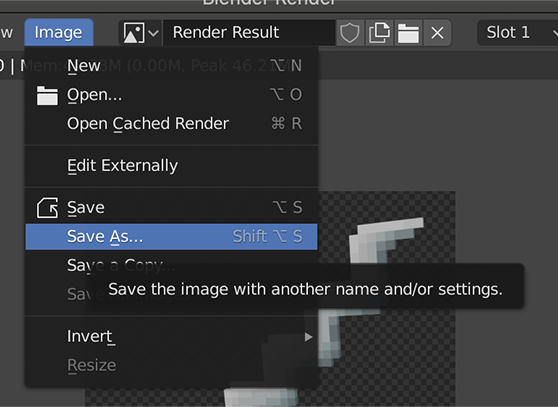 Blender Render
w Image Render Result Slot 1
0 | Mem: M (0.00M, Peak 46.2
New ⌥ N
Open... ⌥ O
Open Cached Render ⌘ R
Edit Externally
Save ⌥ S
Save As... Shift ⌥ S
Save a Copy...
Save the image with another name and/or settings.
Sav
Invert
Resize